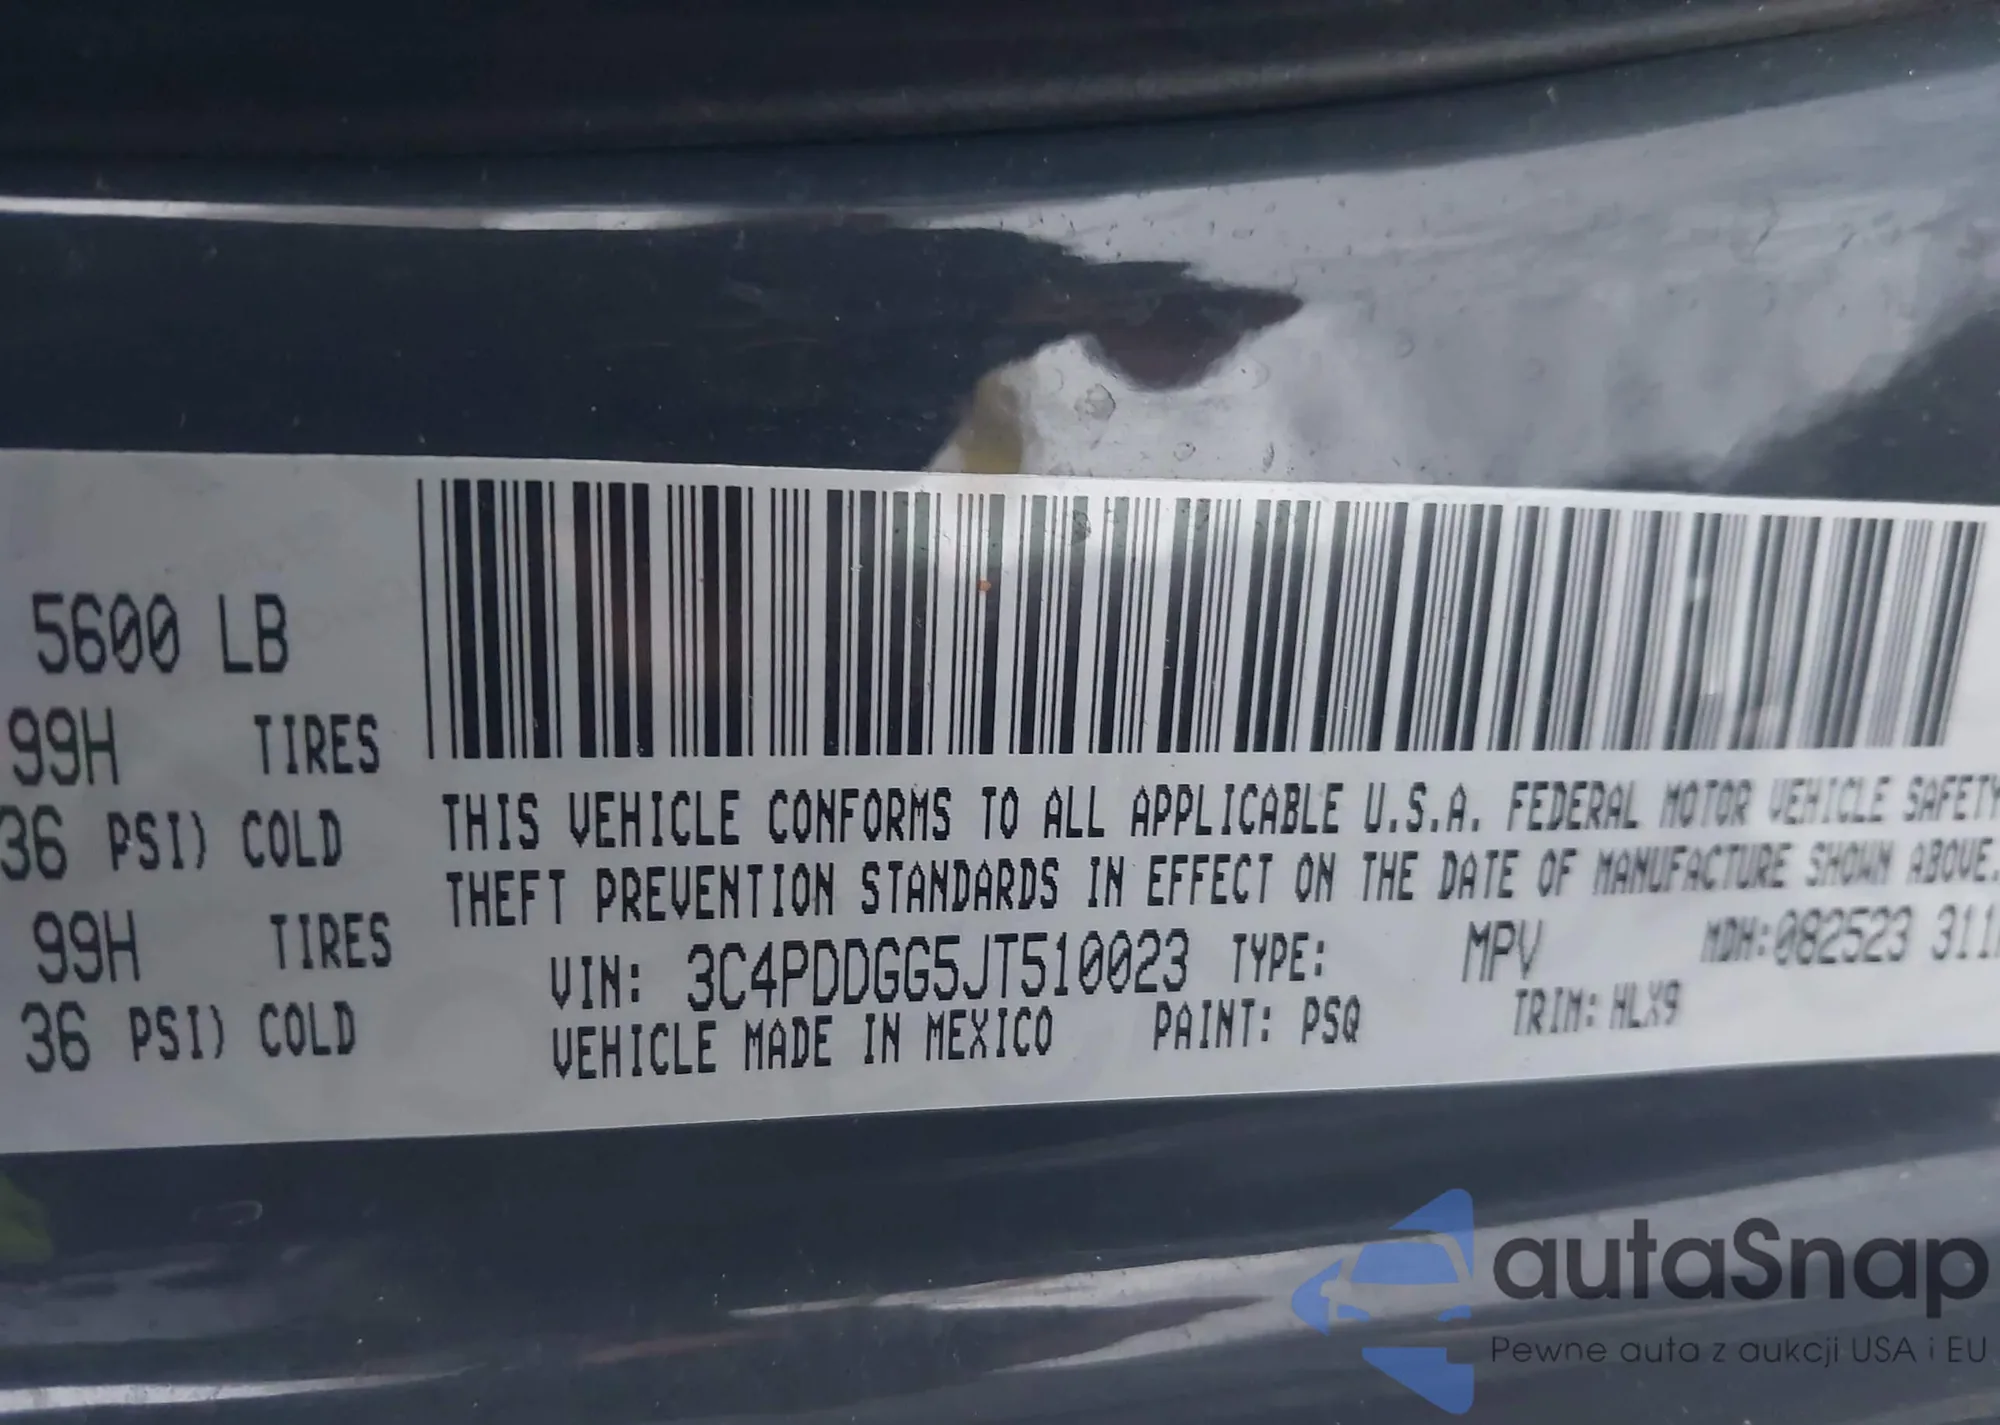 5600 LB
99H TIRES
36 PSI) COLD
99H TIRES
36 PSI) COLD
THIS VEHICLE CONFORMS TO ALL APPLICABLE U.S.A. FEDERAL MOTOR VEHICLE SAFETY
THEFT PREVENTION STANDARDS IN EFFECT ON THE DATE OF MANUFACTURE SHOWN ABOVE.
VIN: 3C4PDDGG5JT510023 TYPE: MPV MDH:082523 311
VEHICLE MADE IN MEXICO PAINT: PSQ TRIM: HLX9
autaSnap
Pewne auta z aukcji USA i EU